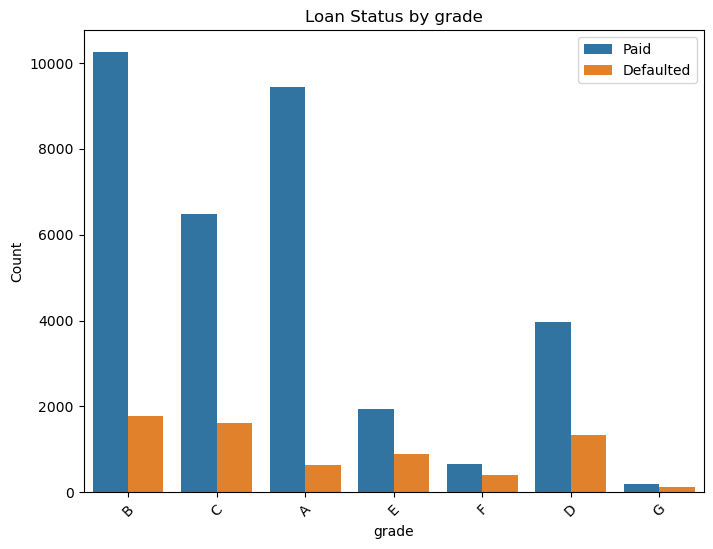 Loan Status by grade
Paid
Defaulted
Count
10000
8000
6000
4000
2000
0
B
C
A
E
F
D
G
grade